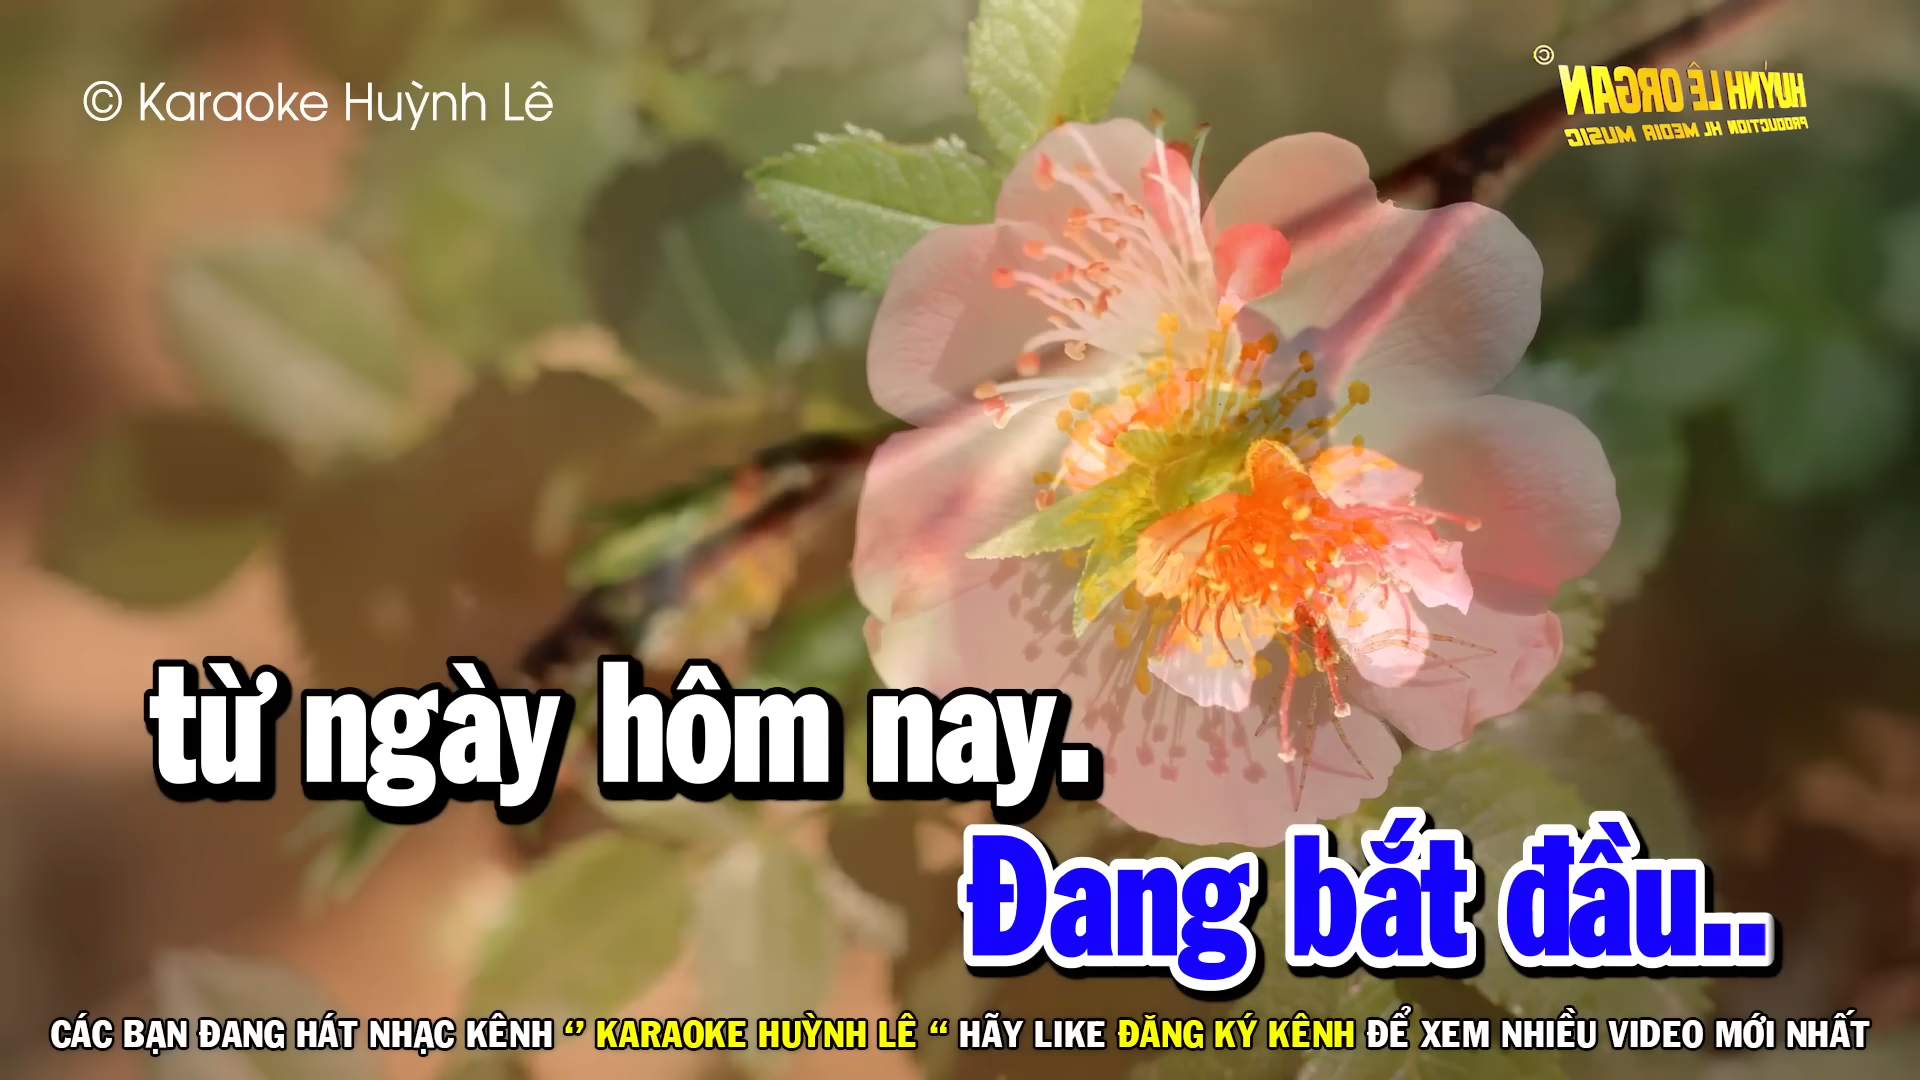 © Karaoke Huỳnh Lê
©
HUỲNH LÊ ORGAN
PRODUCTION HL MEDIA MUSIC
từ ngày hôm nay.
Đang bắt đầu..
CÁC BẠN ĐANG HÁT NHẠC KÊNH “ KARAOKE HUỲNH LÊ “ HÃY LIKE ĐĂNG KÝ KÊNH ĐỂ XEM NHIỀU VIDEO MỚI NHẤT